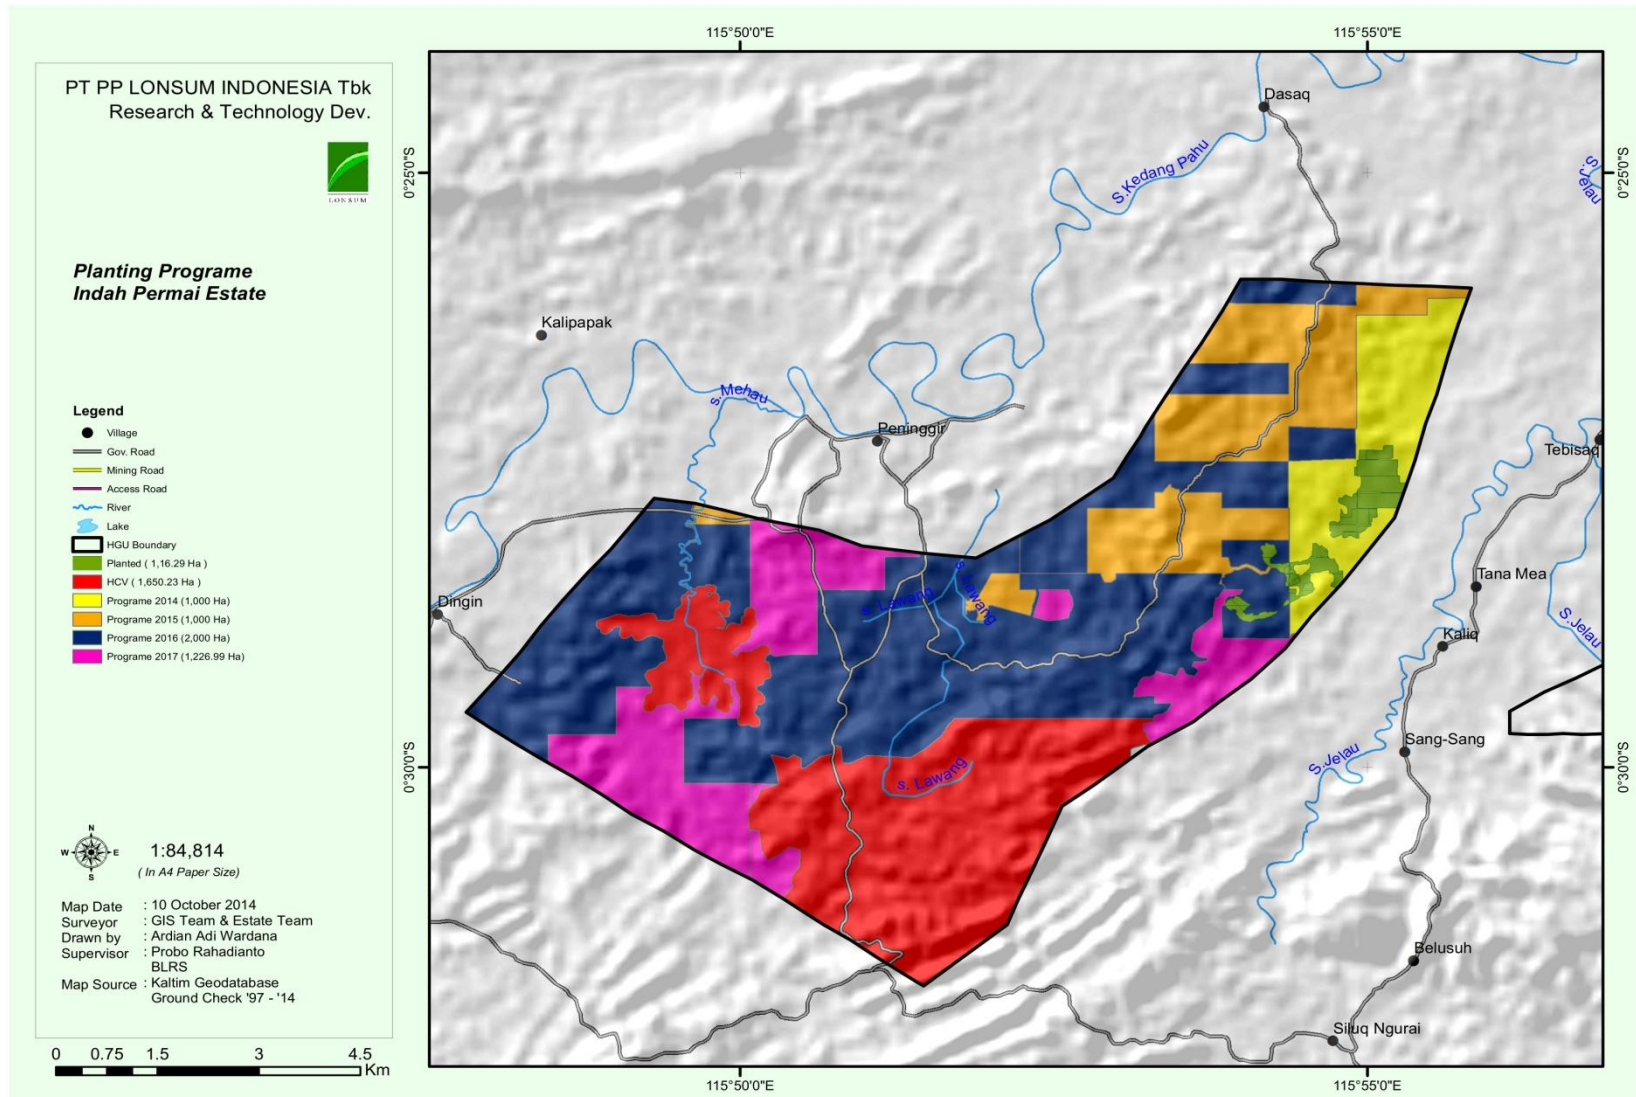 PT PP LONSUM INDONESIA Tbk
Research & Technology Dev.
LONSUM
Planting Programe
Indah Permai Estate
Legend
Village
Gov. Road
Mining Road
Access Road
River
Lake
HGU Boundary
Planted ( 1,16.29 Ha )
HCV ( 1,650.23 Ha )
Programe 2014 (1,000 Ha)
Programe 2015 (1,000 Ha)
Programe 2016 (2,000 Ha)
Programe 2017 (1,226.99 Ha)
N
W E
S
1:84,814
( In A4 Paper Size)
Map Date : 10 October 2014
Surveyor : GIS Team & Estate Team
Drawn by : Ardian Adi Wardana
Supervisor : Probo Rahadianto
BLRS
Map Source : Kaltim Geodatabase
Ground Check '97 - '14
0 0.75 1.5 3 4.5
Km
115°50'0"E 115°55'0"E
0°25'0"S 0°25'0"S
Dasaq
S.Kedang Pahu
S.Jelau
Kalipapak
s.Mehau
Peninggir
Tebisaq
Tana Mea
Dingin
s. Lawang
s. Lawang
S.Jelau
Kaliq
Sang-Sang
S.Jelau
s. Lawang
0°30'0"S 0°30'0"S
Belusuh
Siluq Ngurai
115°50'0"E 115°55'0"E